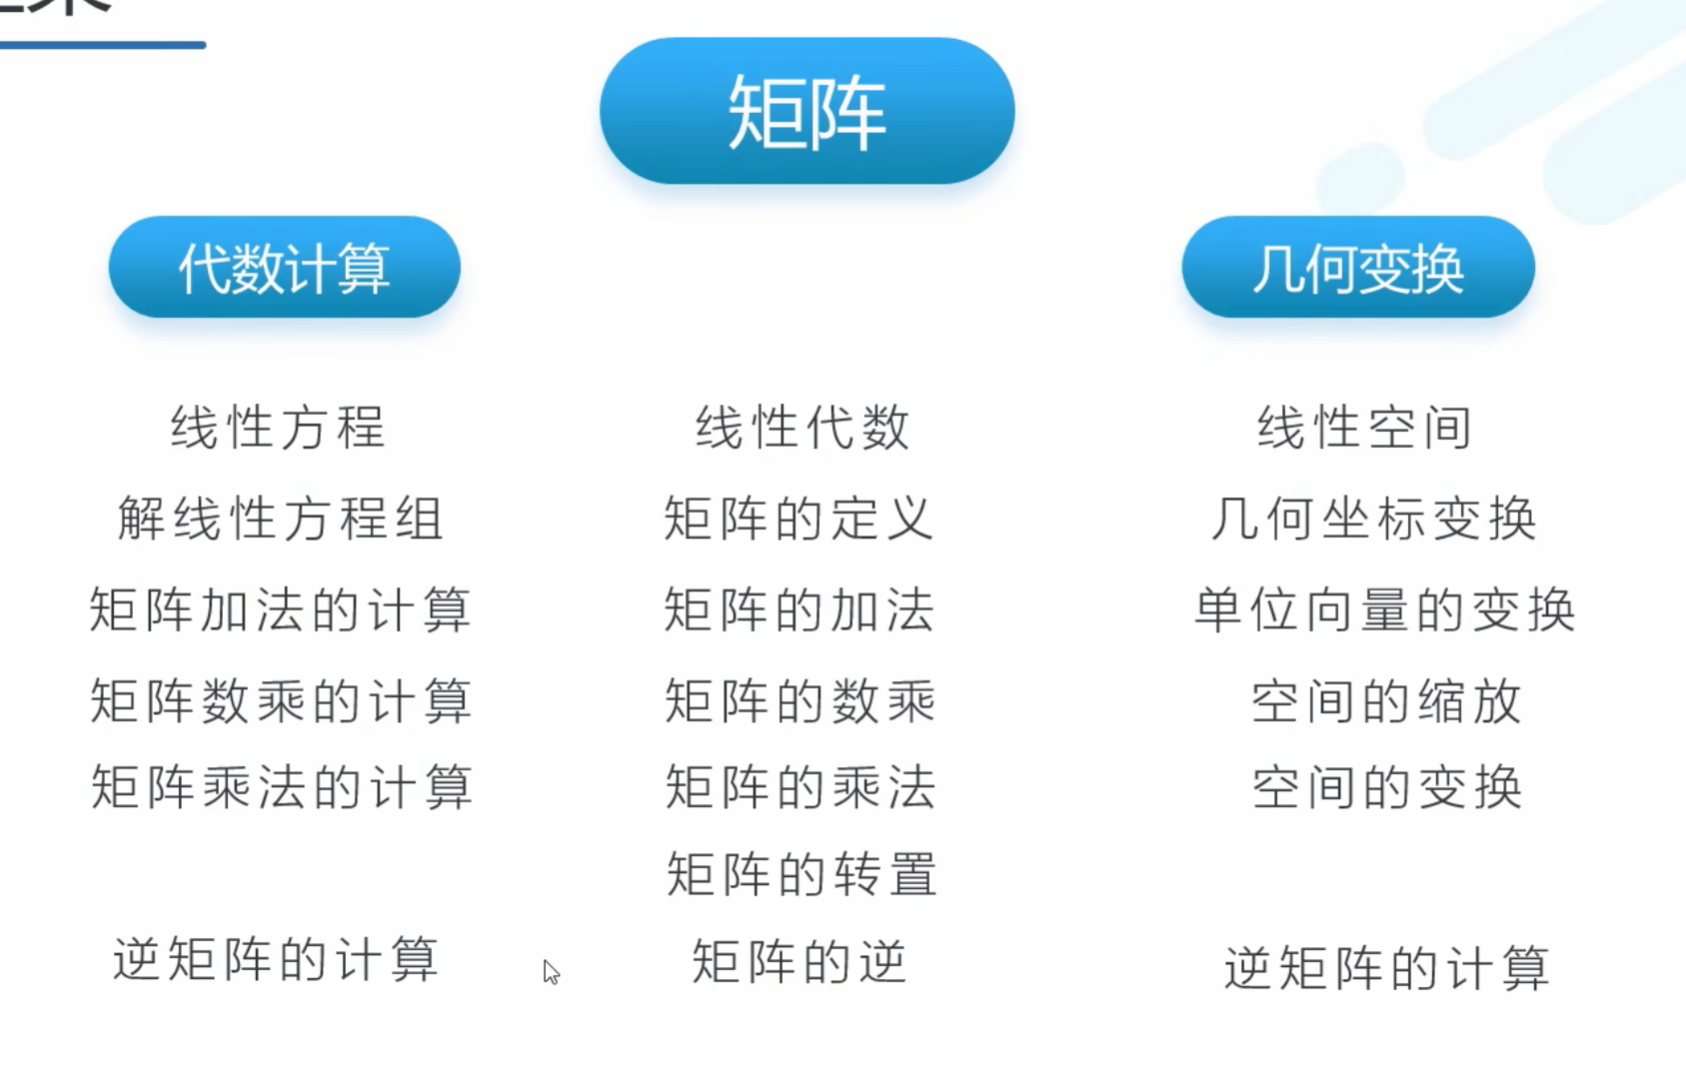 矩阵
代数计算
几何变换
线性方程
线性代数
线性空间
解线性方程组
矩阵的定义
几何坐标变换
矩阵加法的计算
矩阵的加法
单位向量的变换
矩阵数乘的计算
矩阵的数乘
空间的缩放
矩阵乘法的计算
矩阵的乘法
空间的变换
矩阵的转置
逆矩阵的计算
矩阵的逆
逆矩阵的计算